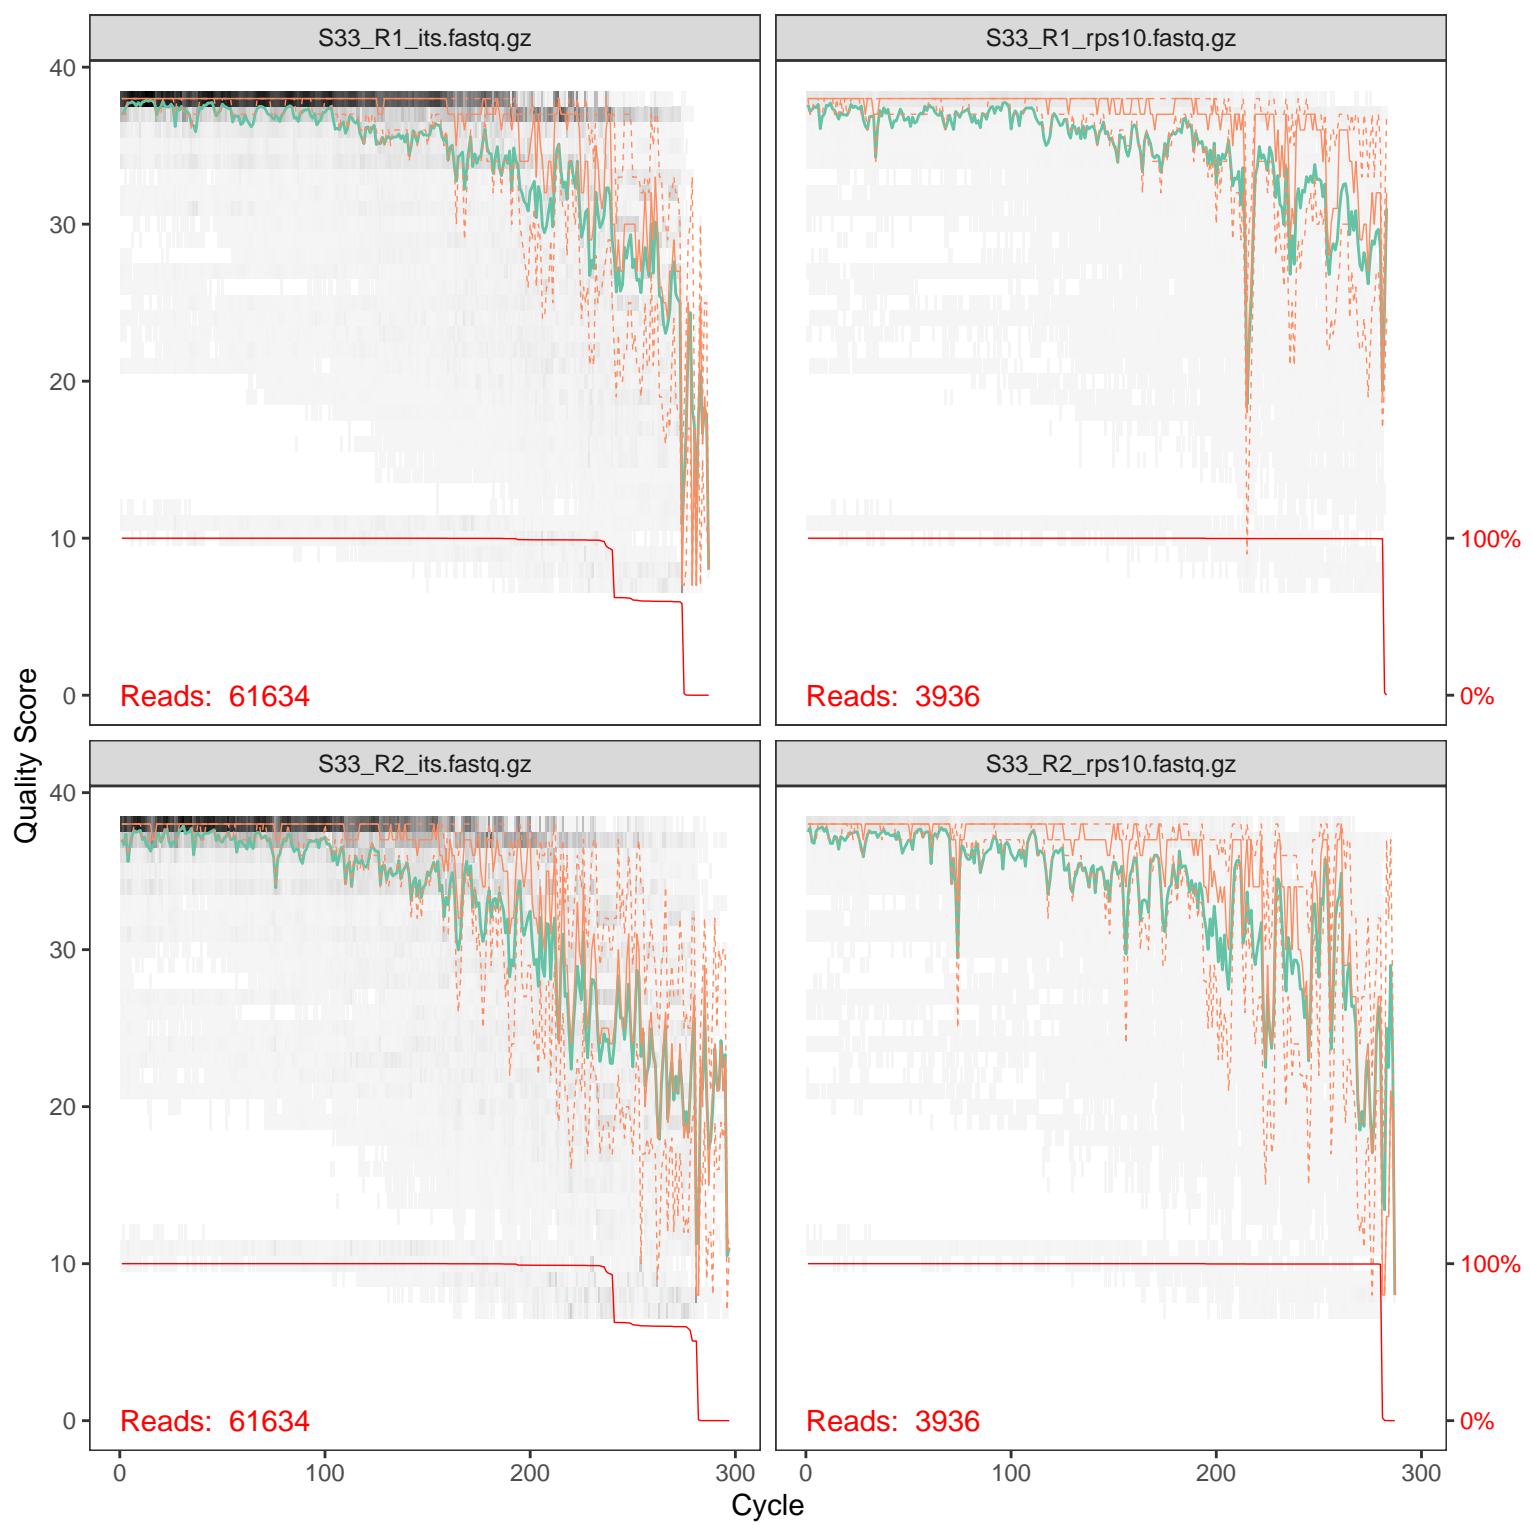 S33_R1_its.fastq.gz
S33_R1_rps10.fastq.gz
40
30
20
10
0
Reads: 61634
Reads: 3936
100%
0%
Quality Score
S33_R2_its.fastq.gz
S33_R2_rps10.fastq.gz
40
30
20
10
0
Reads: 61634
Reads: 3936
100%
0%
0 100 200 300
0 100 200 300
Cycle